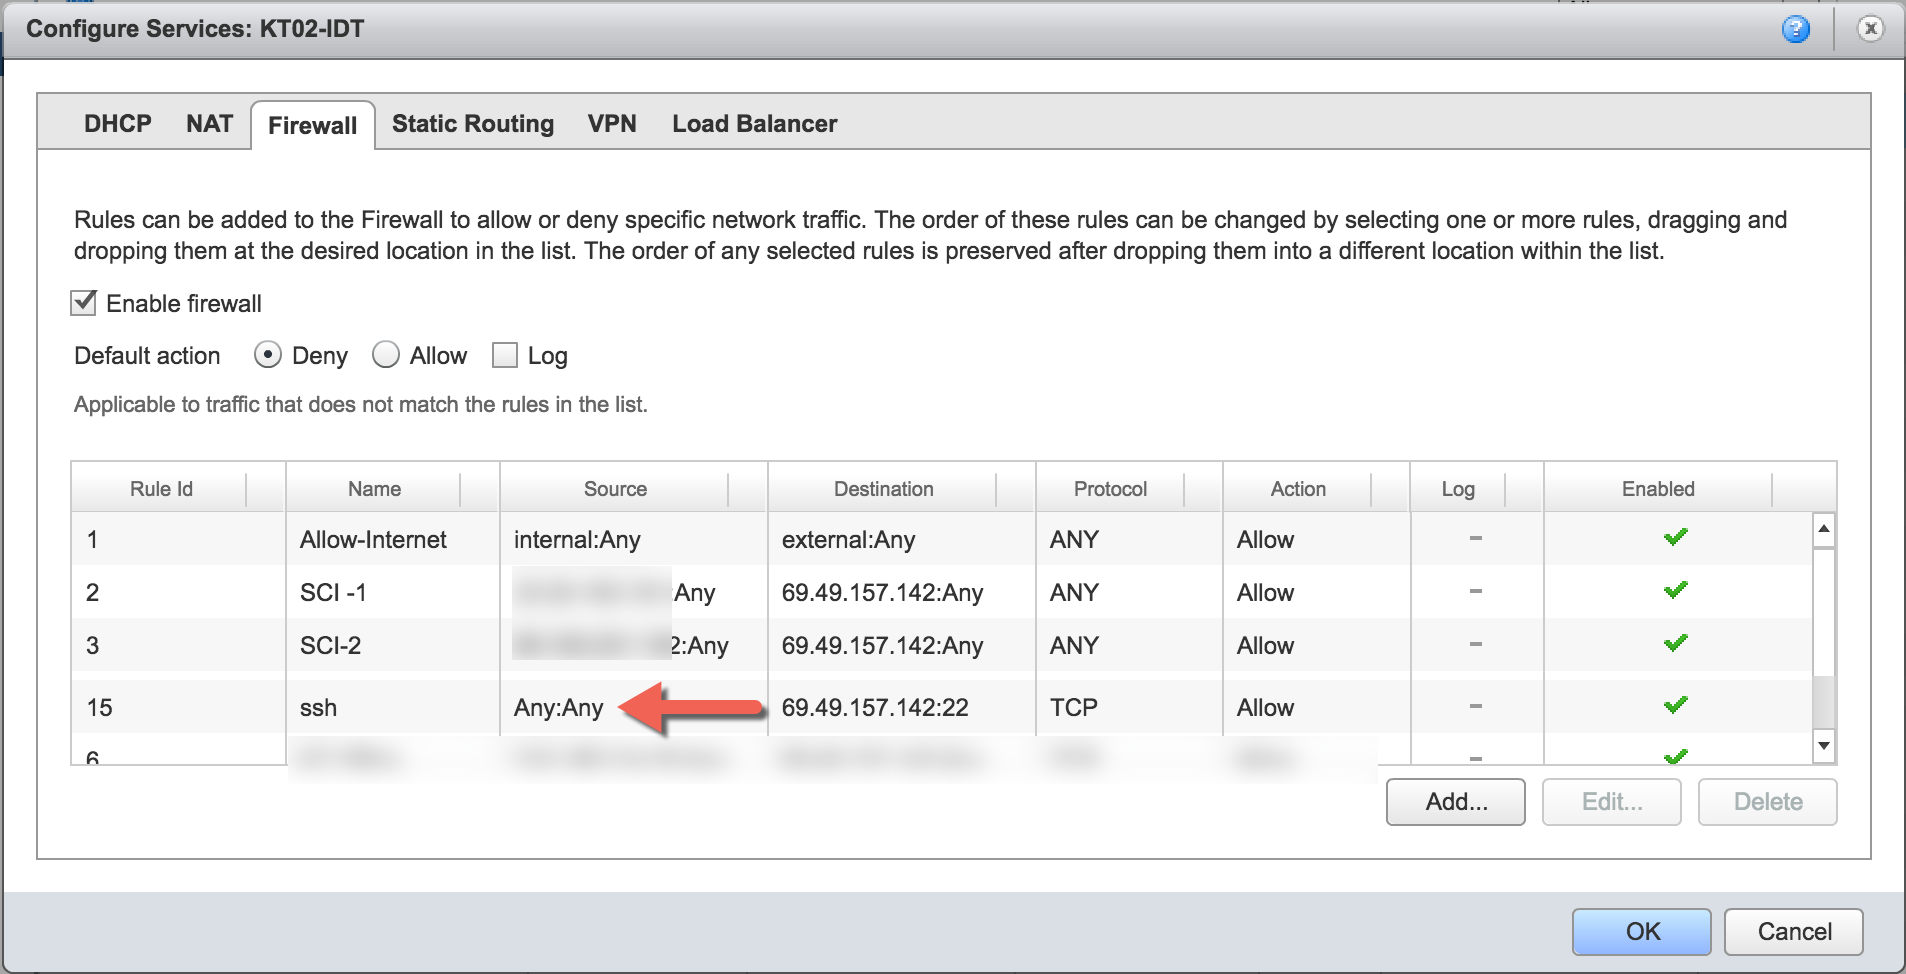 Configure Services: KT02-IDT
DHCP NAT Firewall Static Routing VPN Load Balancer
Rules can be added to the Firewall to allow or deny specific network traffic. The order of these rules can be changed by selecting one or more rules, dragging and
dropping them at the desired location in the list. The order of any selected rules is preserved after dropping them into a different location within the list.
Enable firewall
Default action Deny Allow Log
Applicable to traffic that does not match the rules in the list.
Rule Id Name Source Destination Protocol Action Log Enabled
1 Allow-Internet internal:Any external:Any ANY Allow -
2 SCI -1 :Any 69.49.157.142:Any ANY Allow -
3 SCI-2 2:Any 69.49.157.142:Any ANY Allow -
15 ssh Any:Any 69.49.157.142:22 TCP Allow -
6 -
Add... Edit... Delete
OK Cancel